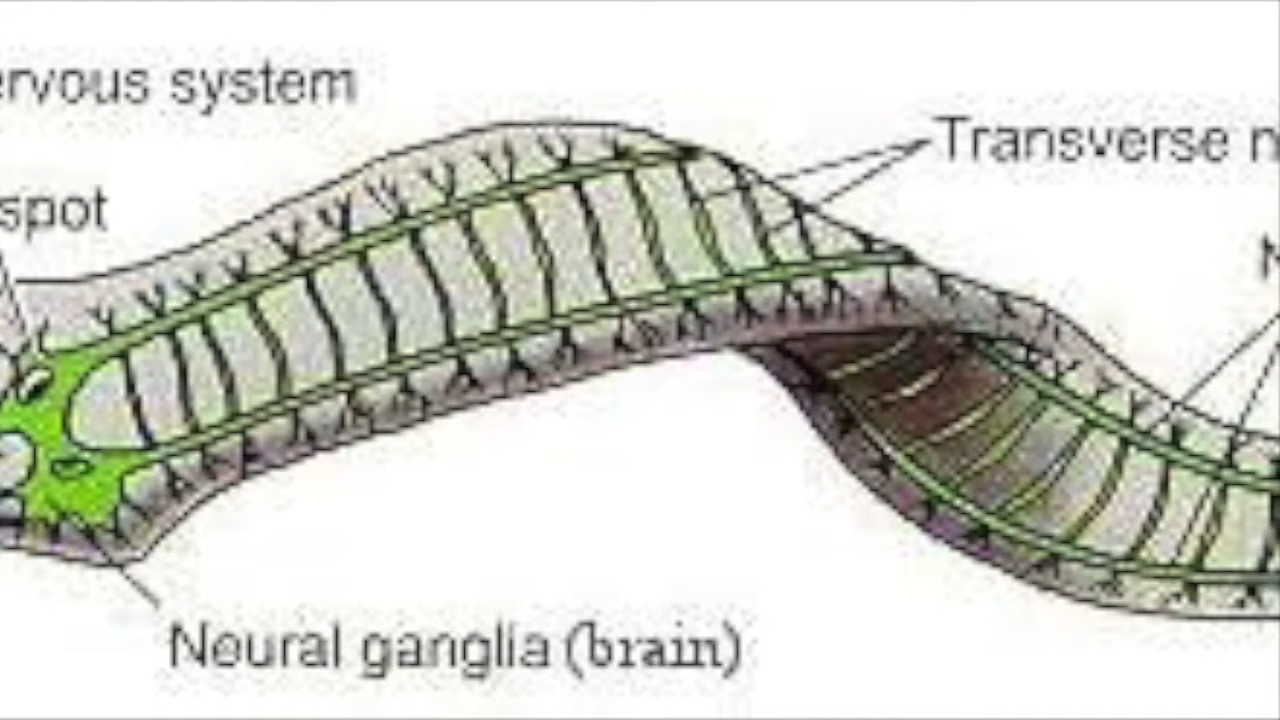 ervous system
Transverse n
spot
N
Neural ganglia (brain)